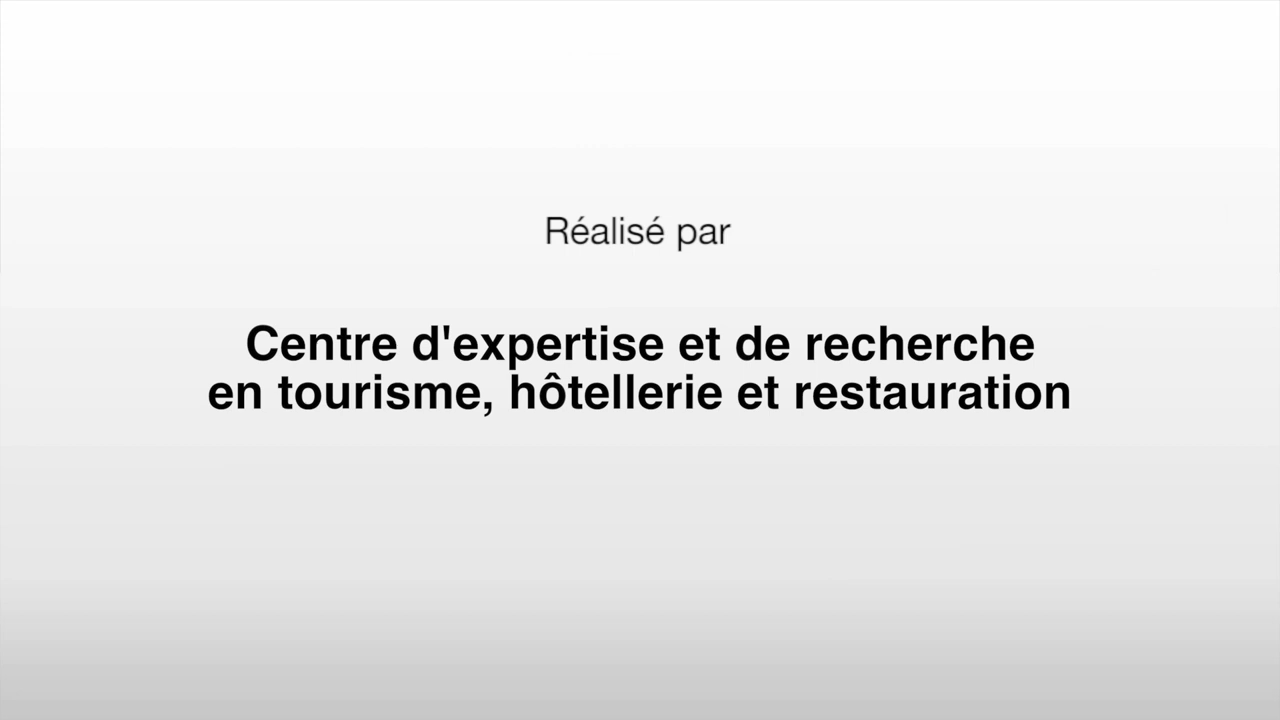 Réalisé par
Centre d'expertise et de recherche
en tourisme, hôtellerie et restauration